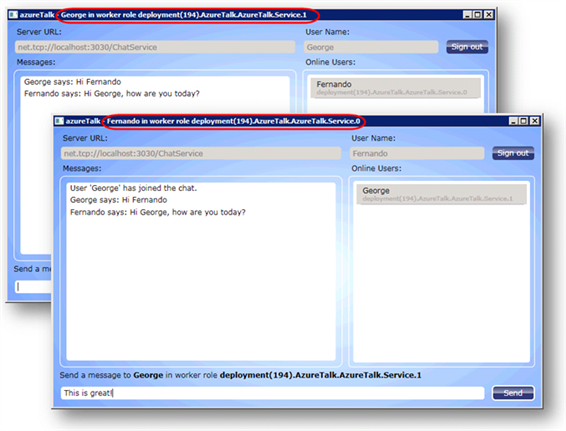 azureTalk - George in worker role deployment(194).AzureTalk.AzureTalk.Service.1
Server URL:
User Name:
net.tcp://localhost:3030/ChatService
George
Sign out
Messages:
Online Users:
George says: Hi Fernando
Fernando says: Hi George, how are you today?
Fernando
deployment(194).AzureTalk.AzureTalk.Service.0
Send a me
azureTalk - Fernando in worker role deployment(194).AzureTalk.AzureTalk.Service.0
Server URL:
User Name:
net.tcp://localhost:3030/ChatService
Fernando
Sign out
Messages:
Online Users:
User 'George' has joined the chat.
George says: Hi Fernando
Fernando says: Hi George, how are you today?
George
deployment(194).AzureTalk.AzureTalk.Service.1
Send a message to George in worker role deployment(194).AzureTalk.AzureTalk.Service.1
This is great!
Send